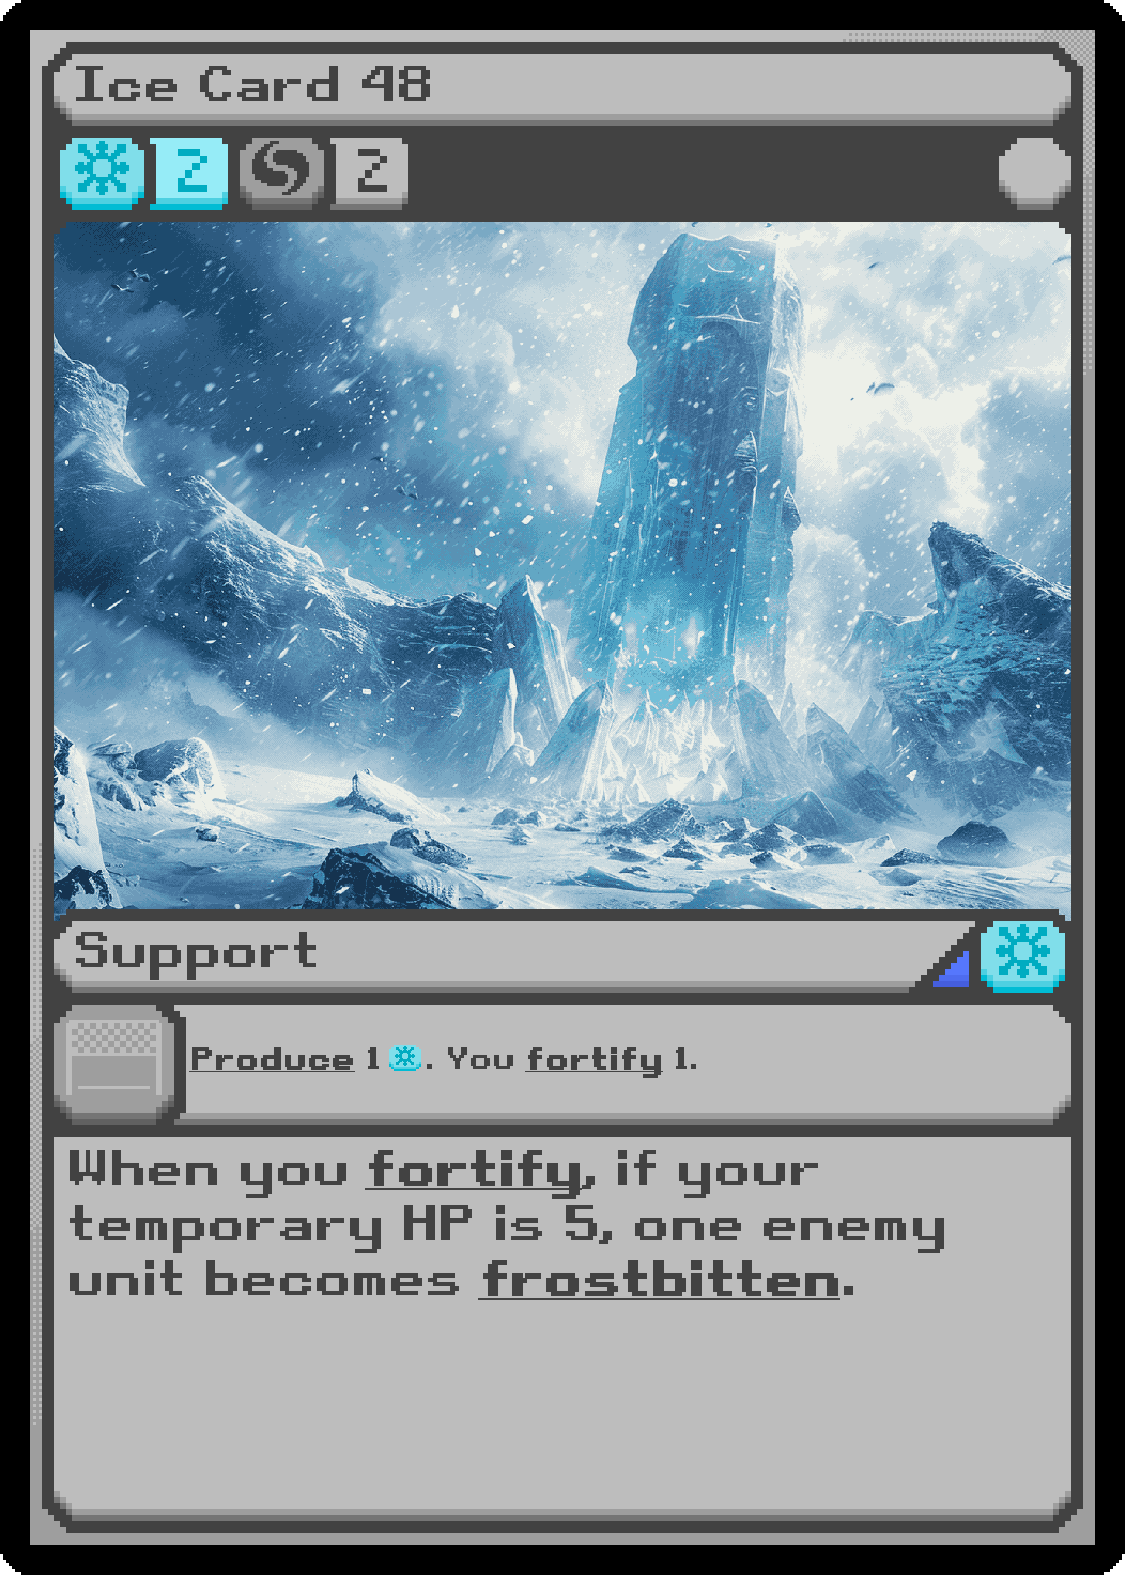 Ice Card 48
2 2
Support
Produce 1 . You fortify 1.
When you fortify, if your
temporary HP is 5, one enemy
unit becomes frostbitten.